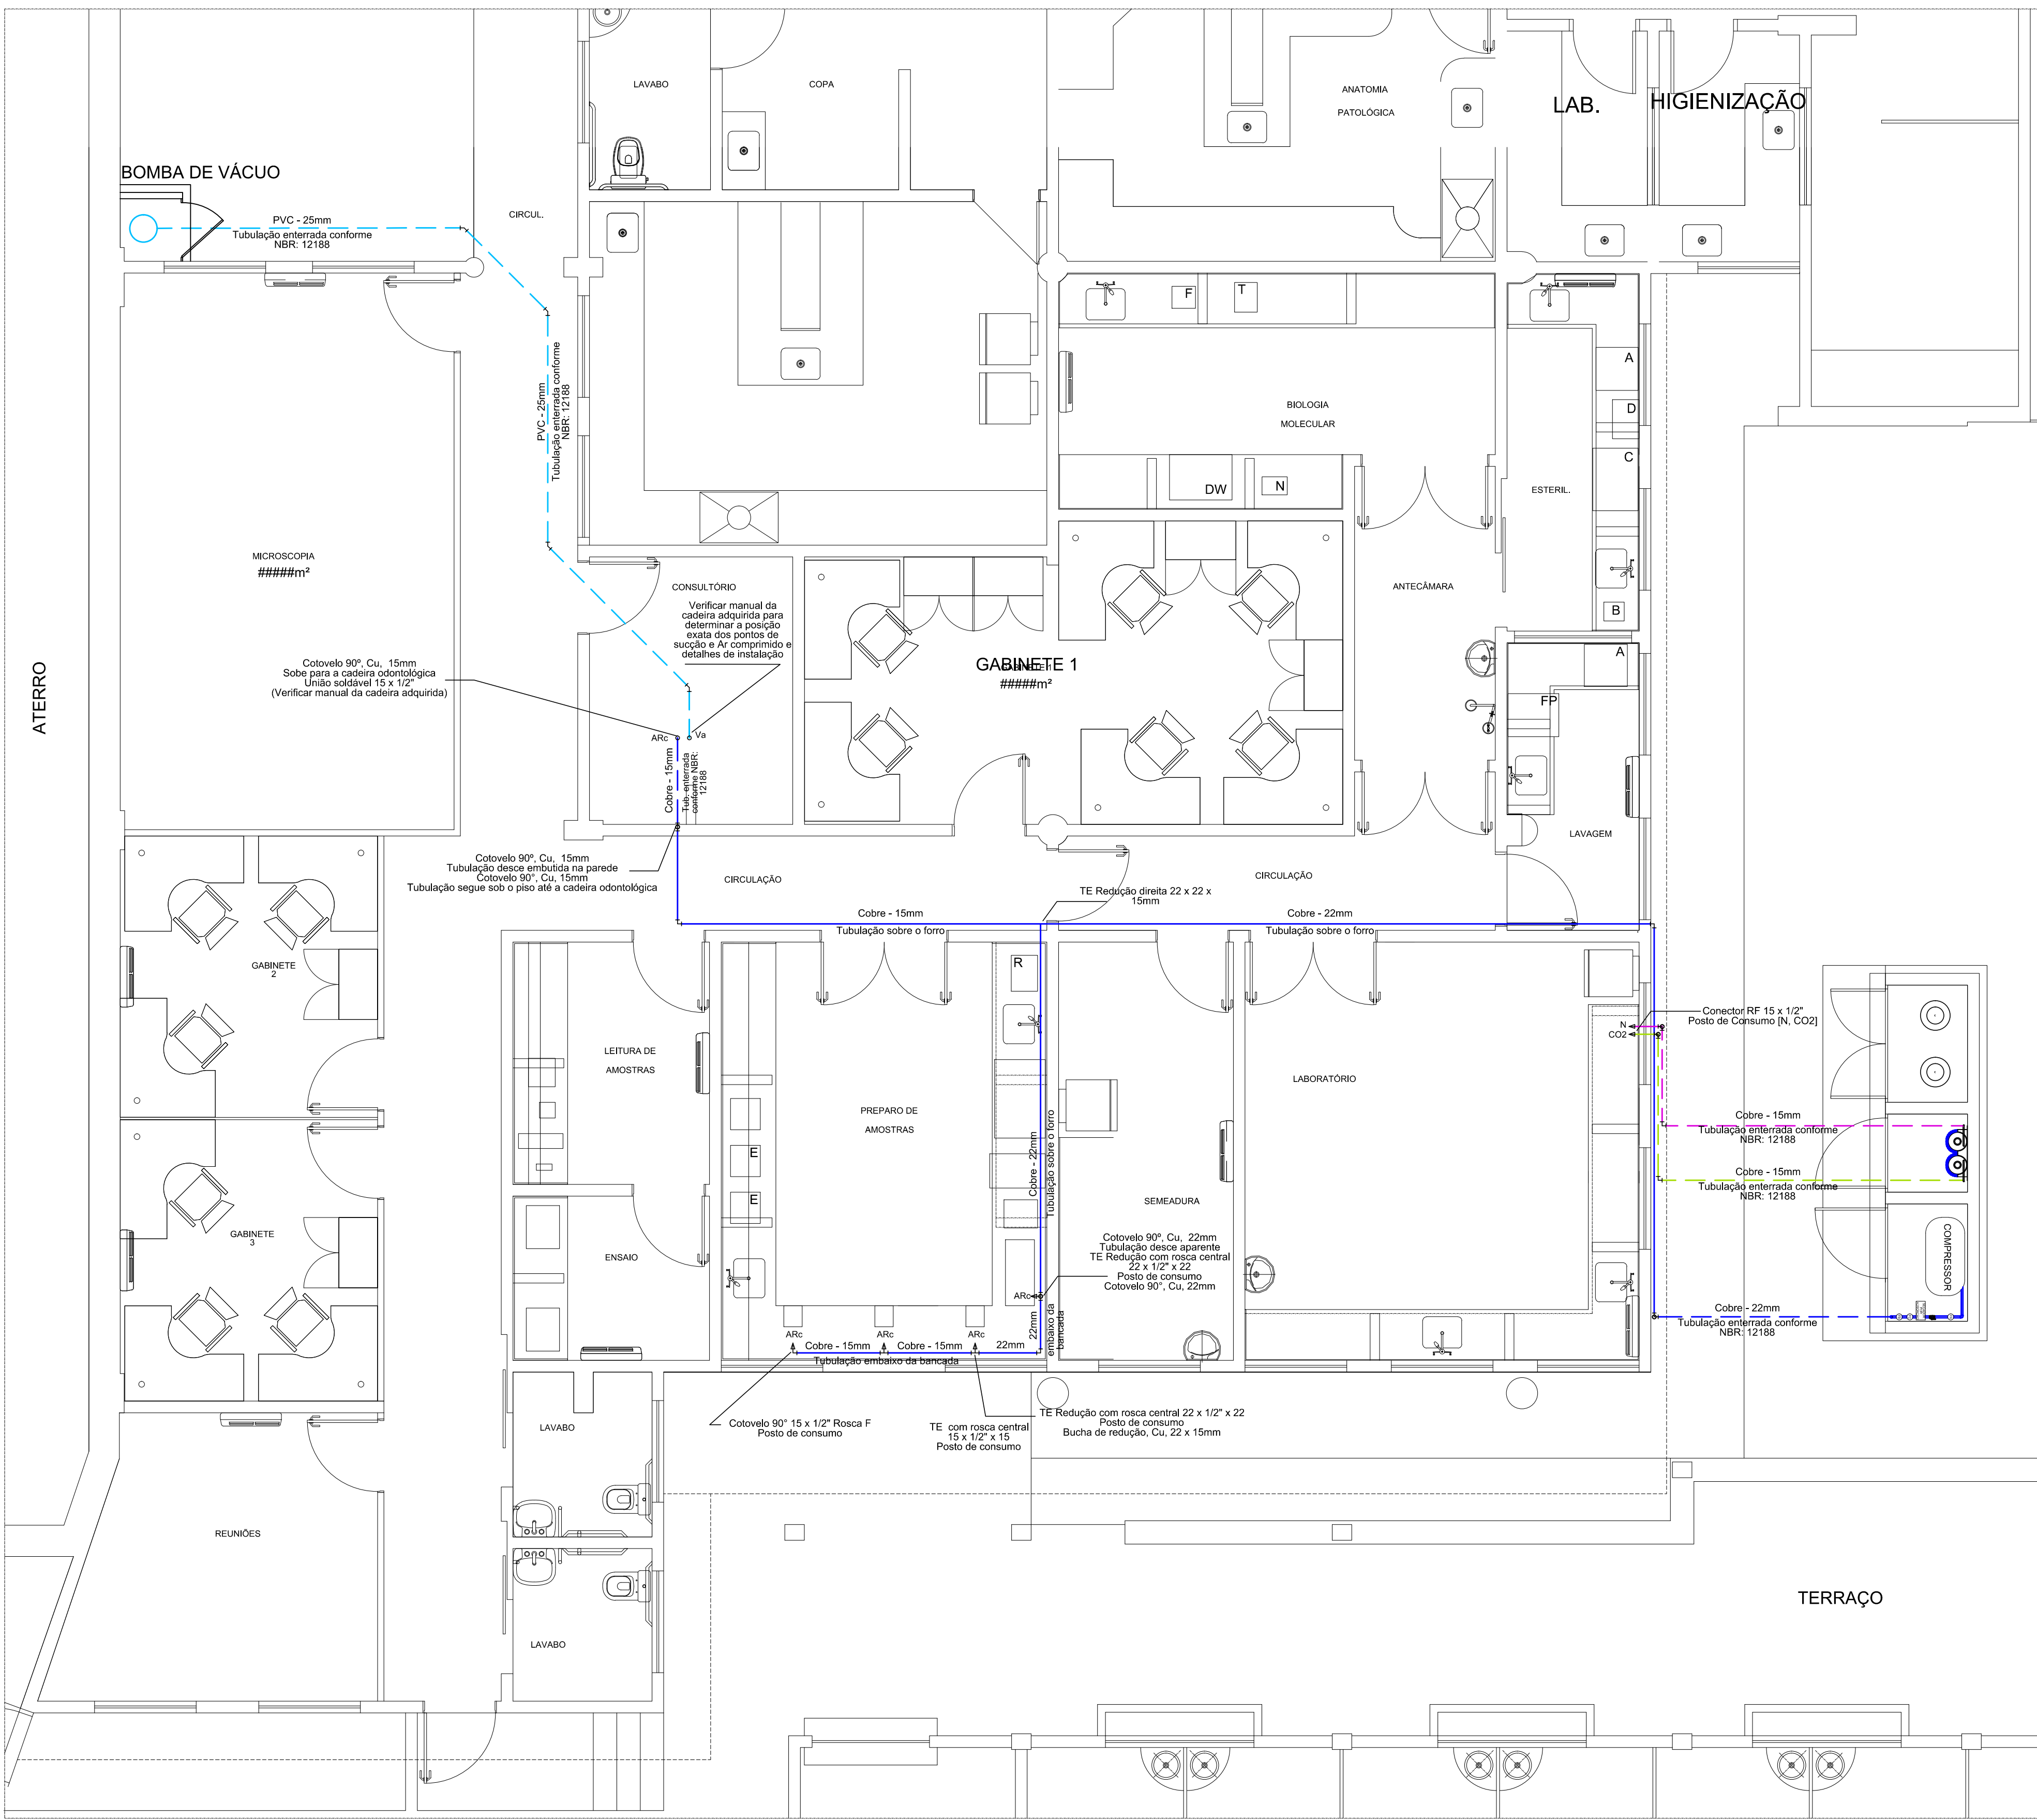 LAVABO
COPA
ANATOMIA
PATOLÓGICA
LAB.
HIGIENIZAÇÃO
BOMBA DE VÁCUO
CIRCUL.
PVC - 25mm
Tubulação enterrada conforme
NBR: 12188
F
T
A
D
C
B
PVC - 25mm
Tubulação enterrada conforme
NBR: 12188
BIOLOGIA
MOLECULAR
DW
N
ESTERIL.
MICROSCOPIA
#####m²
CONSULTÓRIO
Verificar manual da
cadeira adquirida para
determinar a posição
exata dos pontos de
sucção e Ar comprimido e
detalhes de instalação
ANTECÂMARA
GABINETE 1
#####m²
ATERRO
Cotovelo 90º, Cu, 15mm
Sobe para a cadeira odontológica
União soldável 15 x 1/2"
(Verificar manual da cadeira adquirida)
A
FP
ARc
Va
Cobre - 15mm
Tub. enterrada
conforme NBR:
12188
LAVAGEM
Cotovelo 90º, Cu, 15mm
Tubulação desce embutida na parede
Cotovelo 90°, Cu, 15mm
Tubulação segue sob o piso até a cadeira odontológica
CIRCULAÇÃO
CIRCULAÇÃO
TE Redução direita 22 x 22 x
15mm
Cobre - 15mm
Tubulação sobre o forro
Cobre - 22mm
Tubulação sobre o forro
GABINETE
2
R
LEITURA DE
AMOSTRAS
N
CO2
Conector RF 15 x 1/2"
Posto de Consumo [N, CO2]
LABORATÓRIO
PREPARO DE
AMOSTRAS
Cobre - 22mm
Tubulação sobre o forro
Cobre - 15mm
Tubulação enterrada conforme
NBR: 12188
E
Cobre - 15mm
Tubulação enterrada conforme
NBR: 12188
E
SEMEADURA
GABINETE
3
ENSAIO
Cotovelo 90º, Cu, 22mm
Tubulação desce aparente
TE Redução com rosca central
22 x 1/2" x 22
Posto de consumo
Cotovelo 90°, Cu, 22mm
COMPRESSOR
ARc
22mm
embaixo da
bancada
Cobre - 22mm
Tubulação enterrada conforme
NBR: 12188
ARc
ARc
ARc
Cobre - 15mm
Cobre - 15mm
22mm
Tubulação embaixo da bancada
Cotovelo 90° 15 x 1/2" Rosca F
Posto de consumo
TE com rosca central
15 x 1/2" x 15
Posto de consumo
TE Redução com rosca central 22 x 1/2" x 22
Posto de consumo
Bucha de redução, Cu, 22 x 15mm
LAVABO
REUNIÕES
TERRAÇO
LAVABO